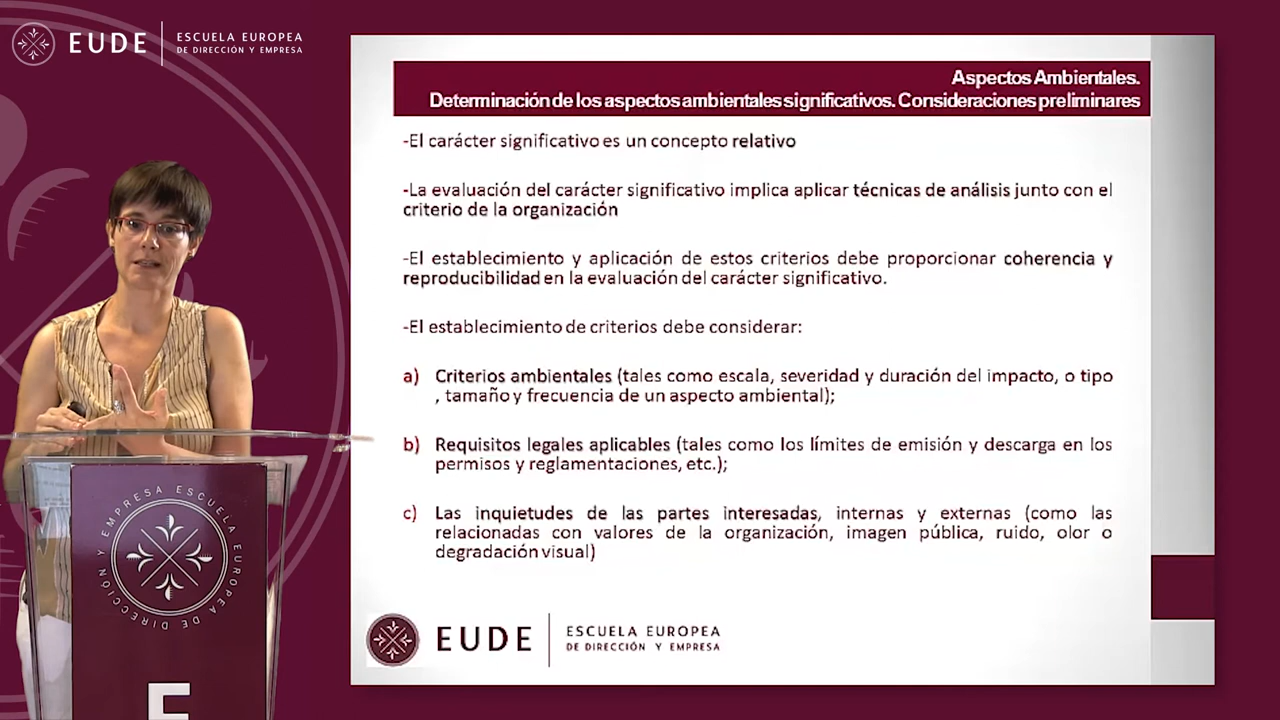 EUDE
ESCUELA EUROPEA
DE DIRECCIÓN Y EMPRESA
Aspectos Ambientales.
Determinación de los aspectos ambientales significativos. Consideraciones preliminares
-El carácter significativo es un concepto relativo
-La evaluación del carácter significativo implica aplicar técnicas de análisis junto con el
criterio de la organización
-El establecimiento y aplicación de estos criterios debe proporcionar coherencia y
reproducibilidad en la evaluación del carácter significativo.
-El establecimiento de criterios debe considerar:
a) Criterios ambientales (tales como escala, severidad y duración del impacto, o tipo
, tamaño y frecuencia de un aspecto ambiental);
b) Requisitos legales aplicables (tales como los límites de emisión y descarga en los
permisos y reglamentaciones, etc.);
c) Las inquietudes de las partes interesadas, internas y externas (como las
relacionadas con valores de la organización, imagen pública, ruido, olor o
degradación visual)
EUDE
ESCUELA EUROPEA
DE DIRECCIÓN Y EMPRESA
ESCUELA EUROPEA DE DIRECCIÓN Y EMPRESA
E